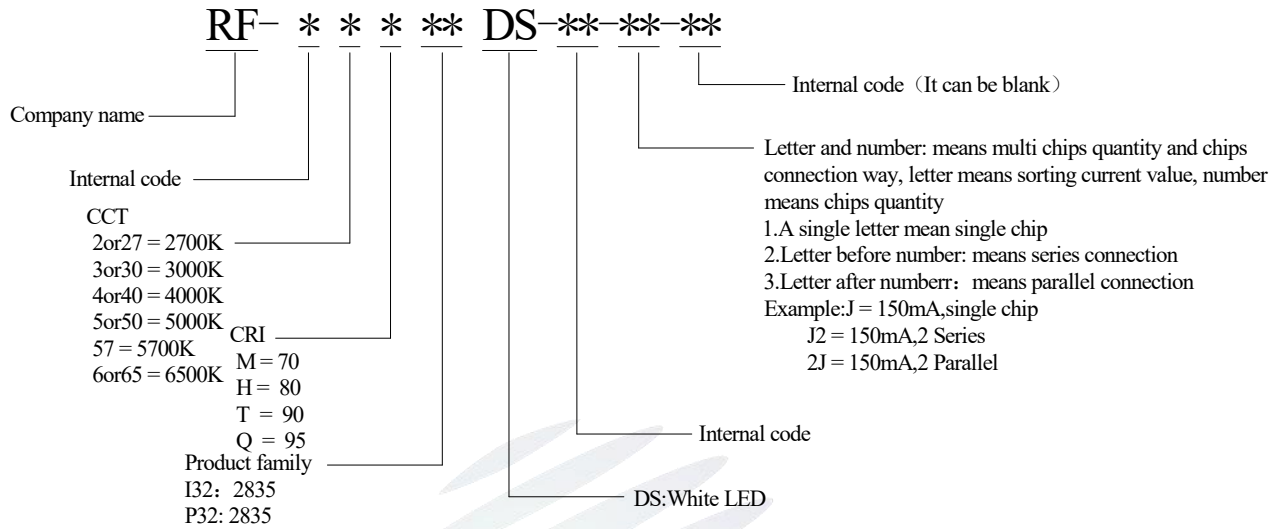 RF- * * * ** DS-**-**-**
Company name
Internal code
CCT
2or27 = 2700K
3or30 = 3000K
4or40 = 4000K
5or50 = 5000K
57 = 5700K
6or65 = 6500K
CRI
M = 70
H = 80
T = 90
Q = 95
Product family
I32：2835
P32: 2835
DS:White LED
Internal code
Letter and number: means multi chips quantity and chips
connection way, letter means sorting current value, number
means chips quantity
1.A single letter mean single chip
2.Letter before number: means series connection
3.Letter after numberr：means parallel connection
Example:J = 150mA,single chip
J2 = 150mA,2 Series
2J = 150mA,2 Parallel
Internal code（It can be blank）